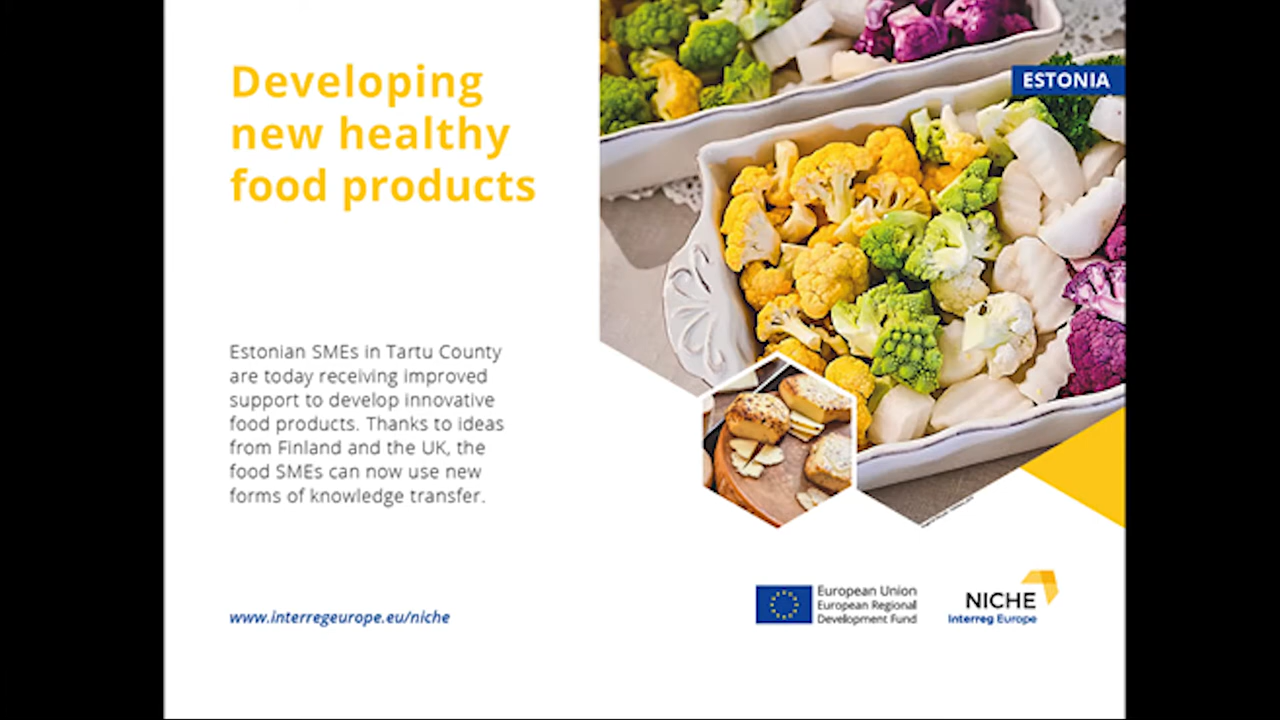 Developing
new healthy
food products
ESTONIA
Estonian SMEs in Tartu County
are today receiving improved
support to develop innovative
food products. Thanks to ideas
from Finland and the UK, the
food SMEs can now use new
forms of knowledge transfer.
www.interregeurope.eu/niche
European Union
European Regional
Development Fund
NICHE
Interreg Europe